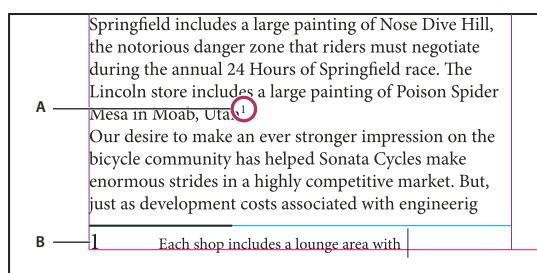 Springfield includes a large painting of Nose Dive Hill,
the notorious danger zone that riders must negotiate
during the annual 24 Hours of Springfield race. The
Lincoln store includes a large painting of Poison Spider
A Mesa in Moab, Utah¹
Our desire to make an ever stronger impression on the
bicycle community has helped Sonata Cycles make
enormous strides in a highly competitive market. But,
just as development costs associated with engineerig
B 1 Each shop includes a lounge area with